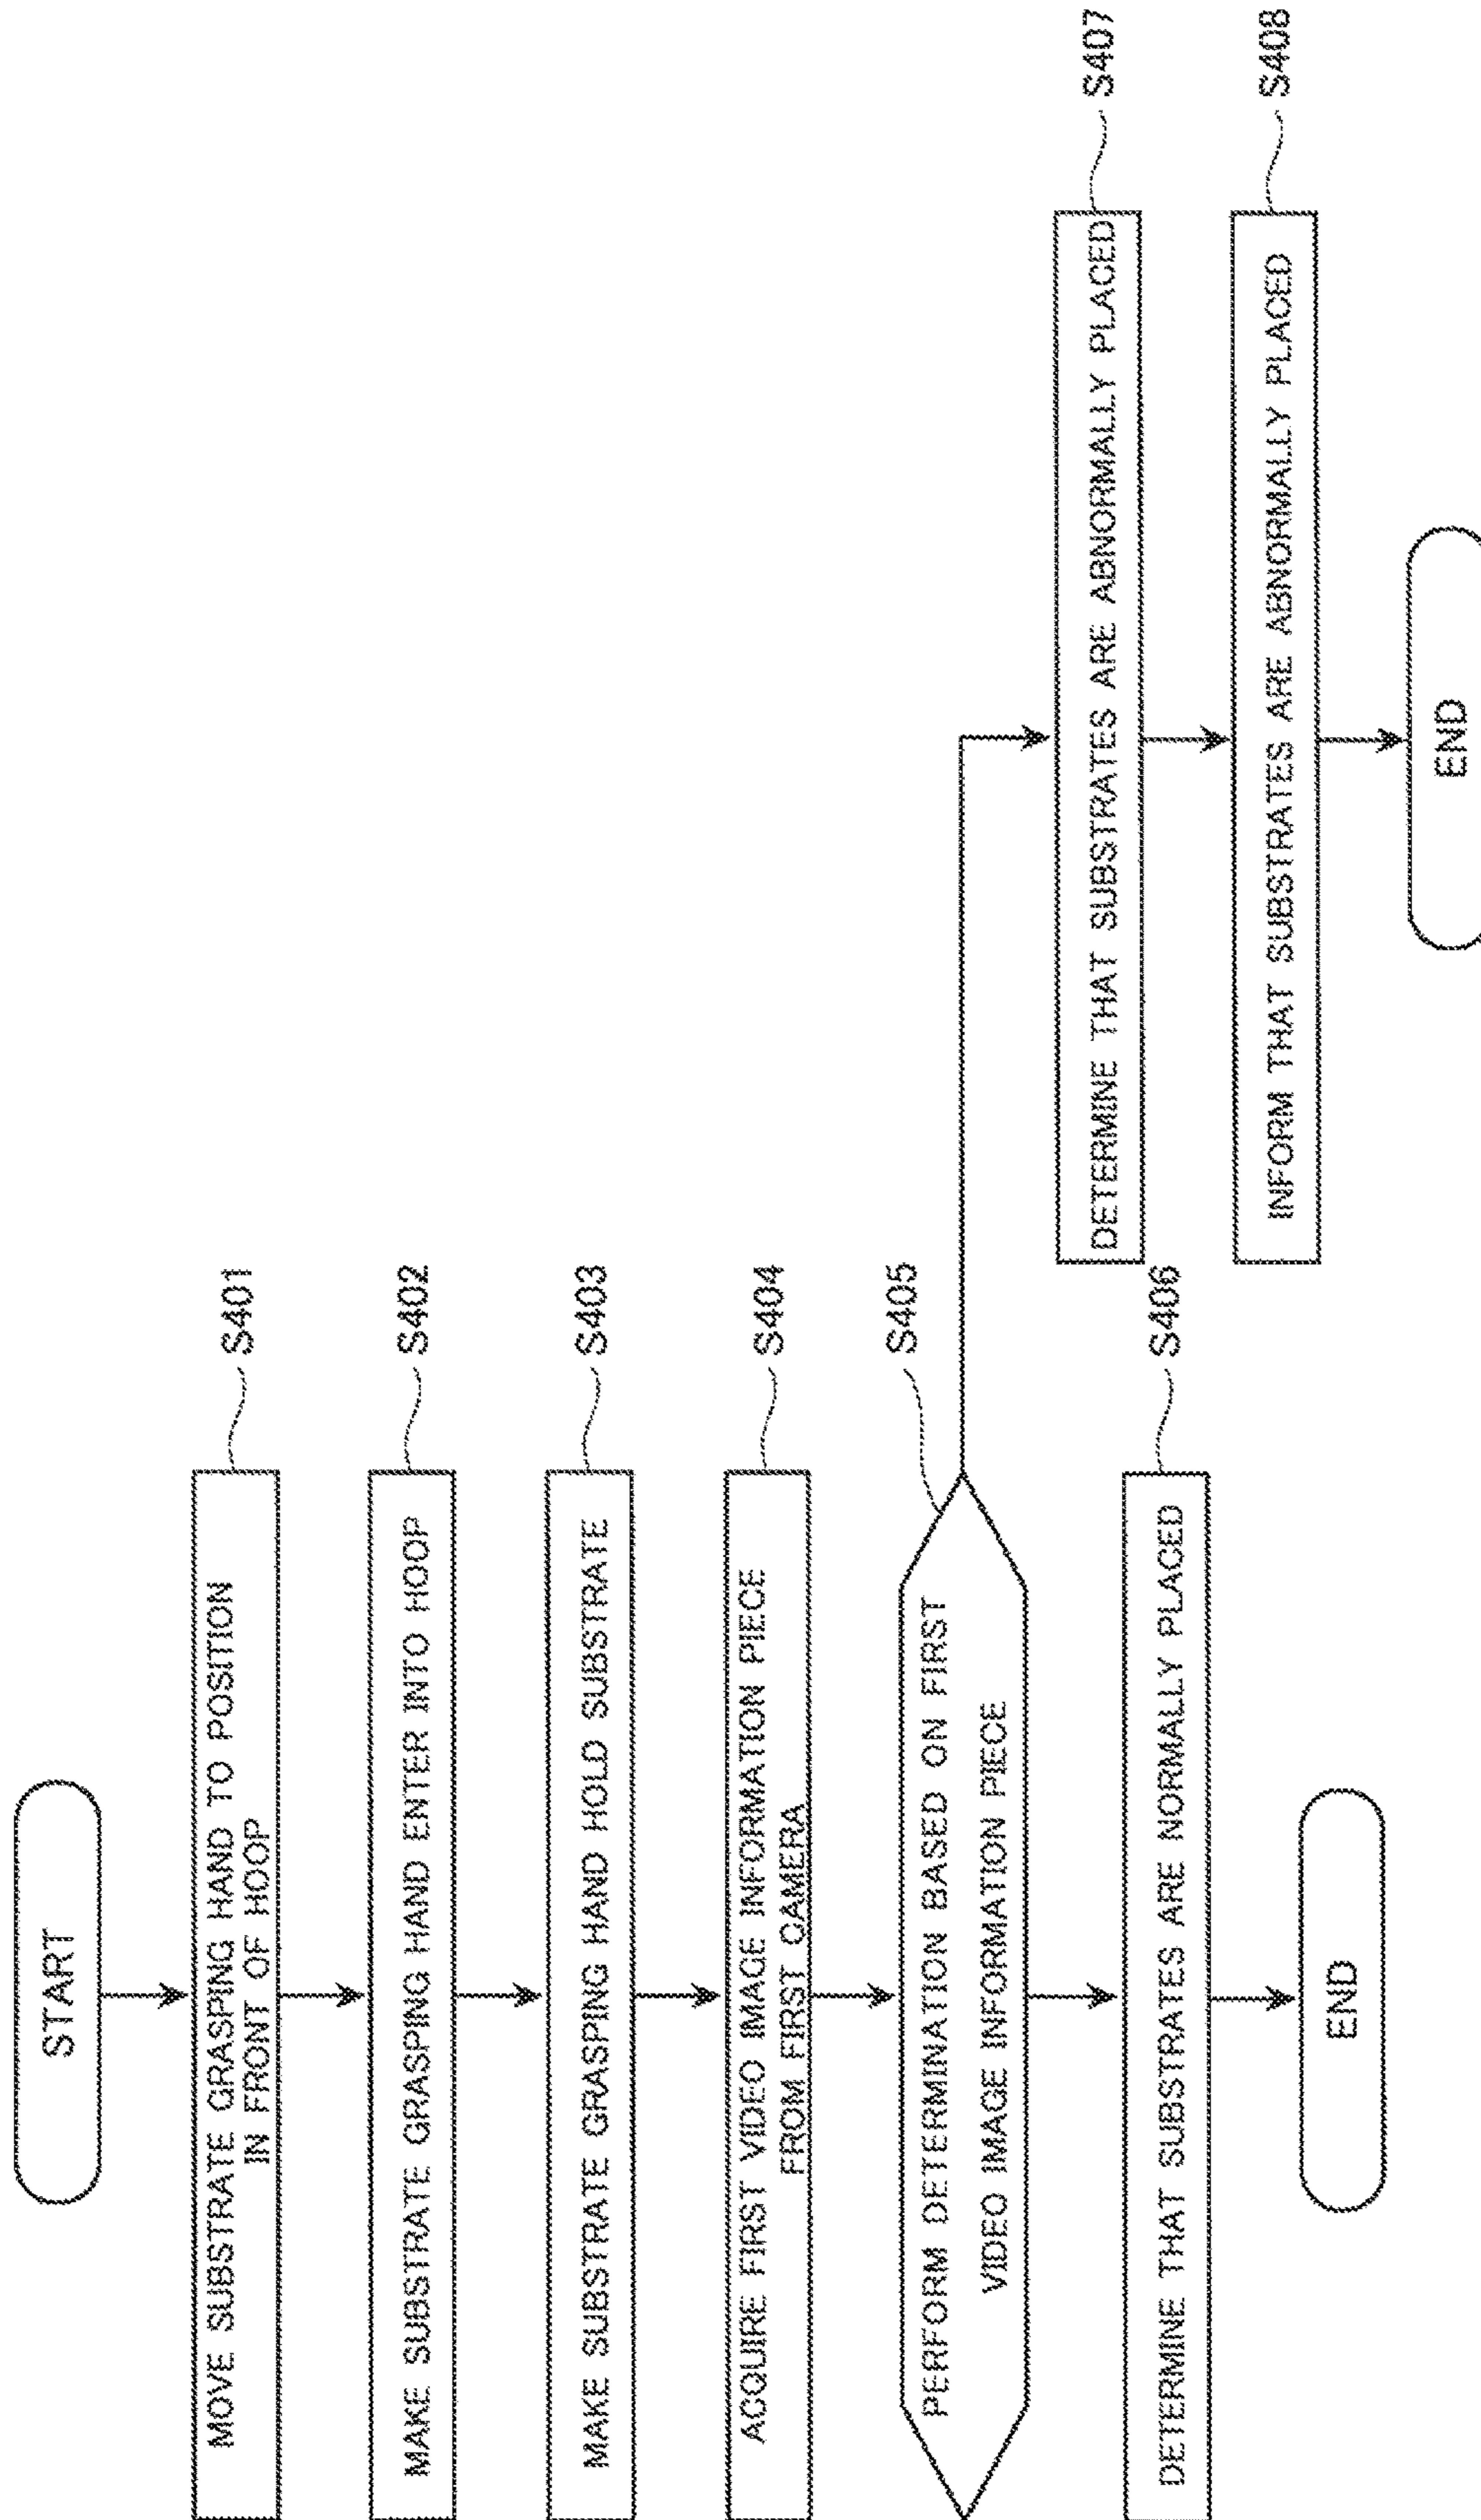 START
MOVE SUBSTRATE GRASPING HAND TO POSITION
IN FRONT OF HOOP
S401
MAKE SUBSTRATE GRASPING HAND ENTER INTO HOOP
S402
MAKE SUBSTRATE GRASPING HAND HOLD SUBSTRATE
S403
ACQUIRE FIRST VIDEO IMAGE INFORMATION PIECE
FROM FIRST CAMERA
S404
PERFORM DETERMINATION BASED ON FIRST
VIDEO IMAGE INFORMATION PIECE
S405
DETERMINE THAT SUBSTRATES ARE NORMALLY PLACED
S406
END
DETERMINE THAT SUBSTRATES ARE ABNORMALLY PLACED
S407
INFORM THAT SUBSTRATES ARE ABNORMALLY PLACED
S408
END